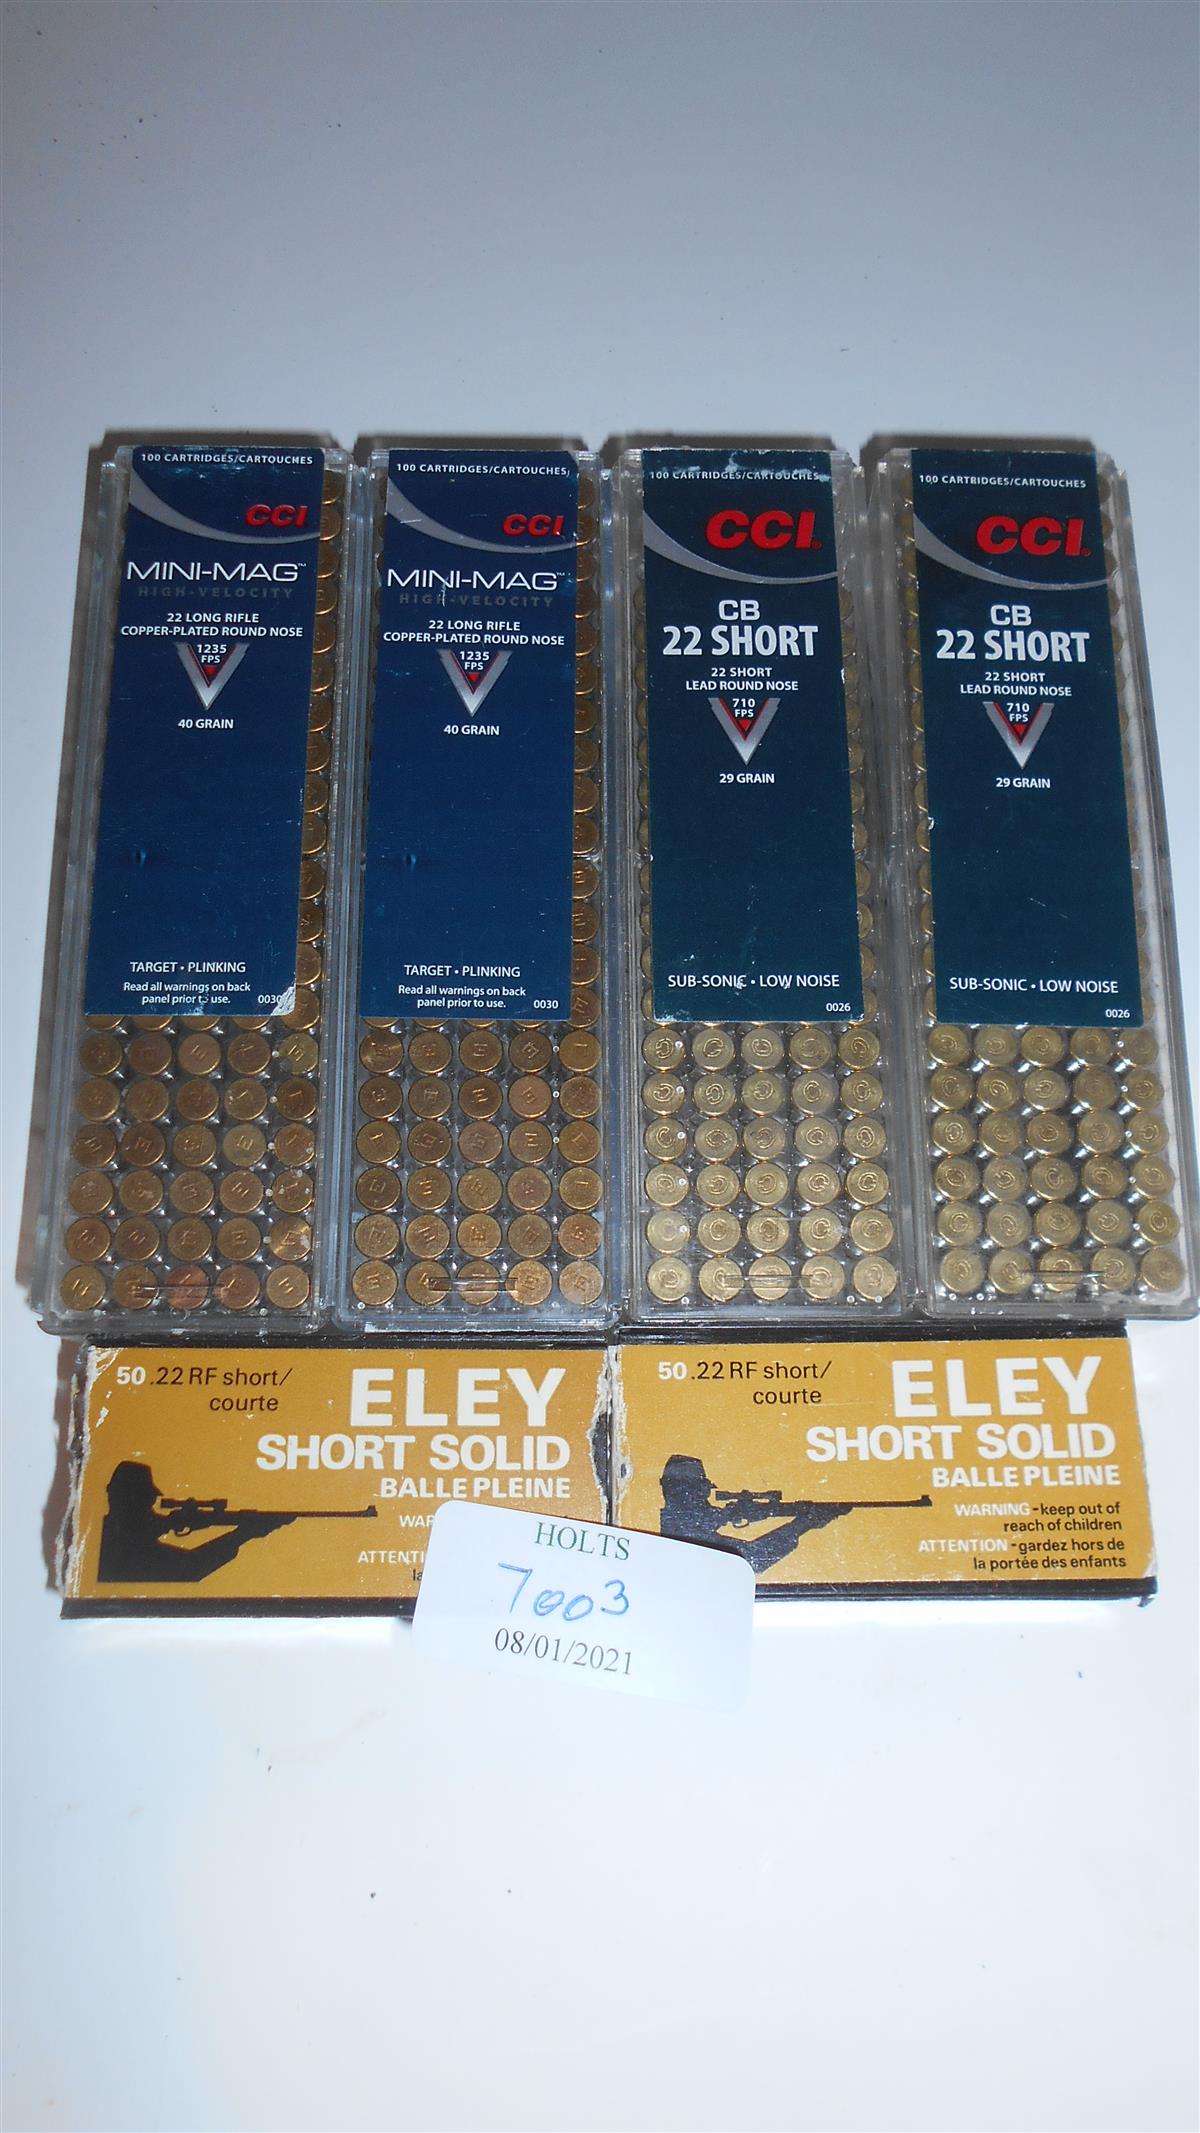 100 CARTRIDGES/CARTOUCHES
CCI
MINI-MAG™
HIGH-VELOCITY
22 LONG RIFLE
COPPER-PLATED ROUND NOSE
1235
FPS
40 GRAIN
TARGET • PLINKING
Read all warnings on back
panel prior to use.
0030
100 CARTRIDGES/CARTOUCHES
CCI
MINI-MAG™
HIGH-VELOCITY
22 LONG RIFLE
COPPER-PLATED ROUND NOSE
1235
FPS
40 GRAIN
TARGET • PLINKING
Read all warnings on back
panel prior to use.
0030
100 CARTRIDGES/CARTOUCHES
CCI®
CB
22 SHORT
22 SHORT
LEAD ROUND NOSE
710
FPS
29 GRAIN
SUB-SONIC • LOW NOISE
0026
100 CARTRIDGES/CARTOUCHES
CCI®
CB
22 SHORT
22 SHORT
LEAD ROUND NOSE
710
FPS
29 GRAIN
SUB-SONIC • LOW NOISE
0026
50 .22 RF short/
courte
ELEY
SHORT SOLID
BALLE PLEINE
WAR
ATTENTI
la
50 .22 RF short/
courte
ELEY
SHORT SOLID
BALLE PLEINE
WARNING - keep out of
reach of children
ATTENTION - gardez hors de
la portée des enfants
HOLTS
7003
08/01/2021